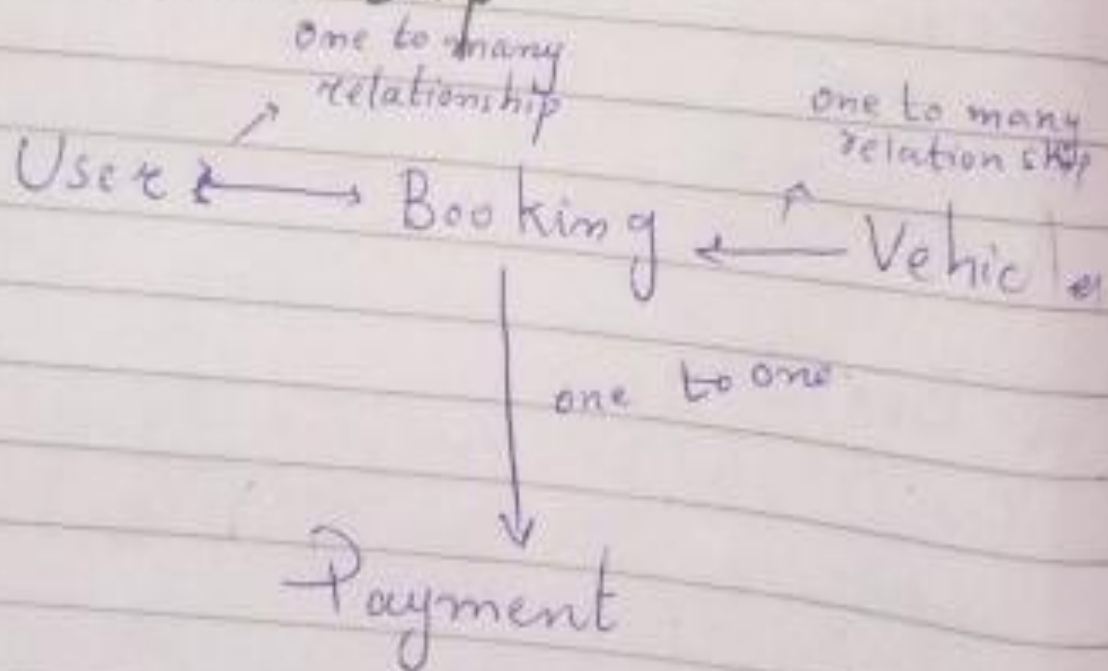 one to many
relationship
one to many
relation ship
User
Booking
Vehicle
one to one
Payment